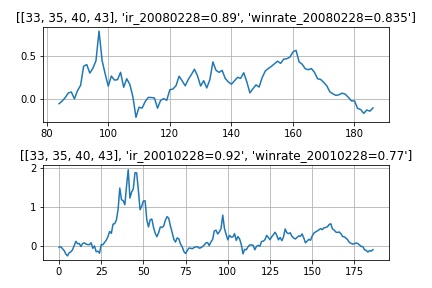 [[33, 35, 40, 43], 'ir_20080228=0.89', 'winrate_20080228=0.835']
0.5
0.0
80 100 120 140 160 180
[[33, 35, 40, 43], 'ir_20010228=0.92', 'winrate_20010228=0.77']
2
1
0
0 25 50 75 100 125 150 175